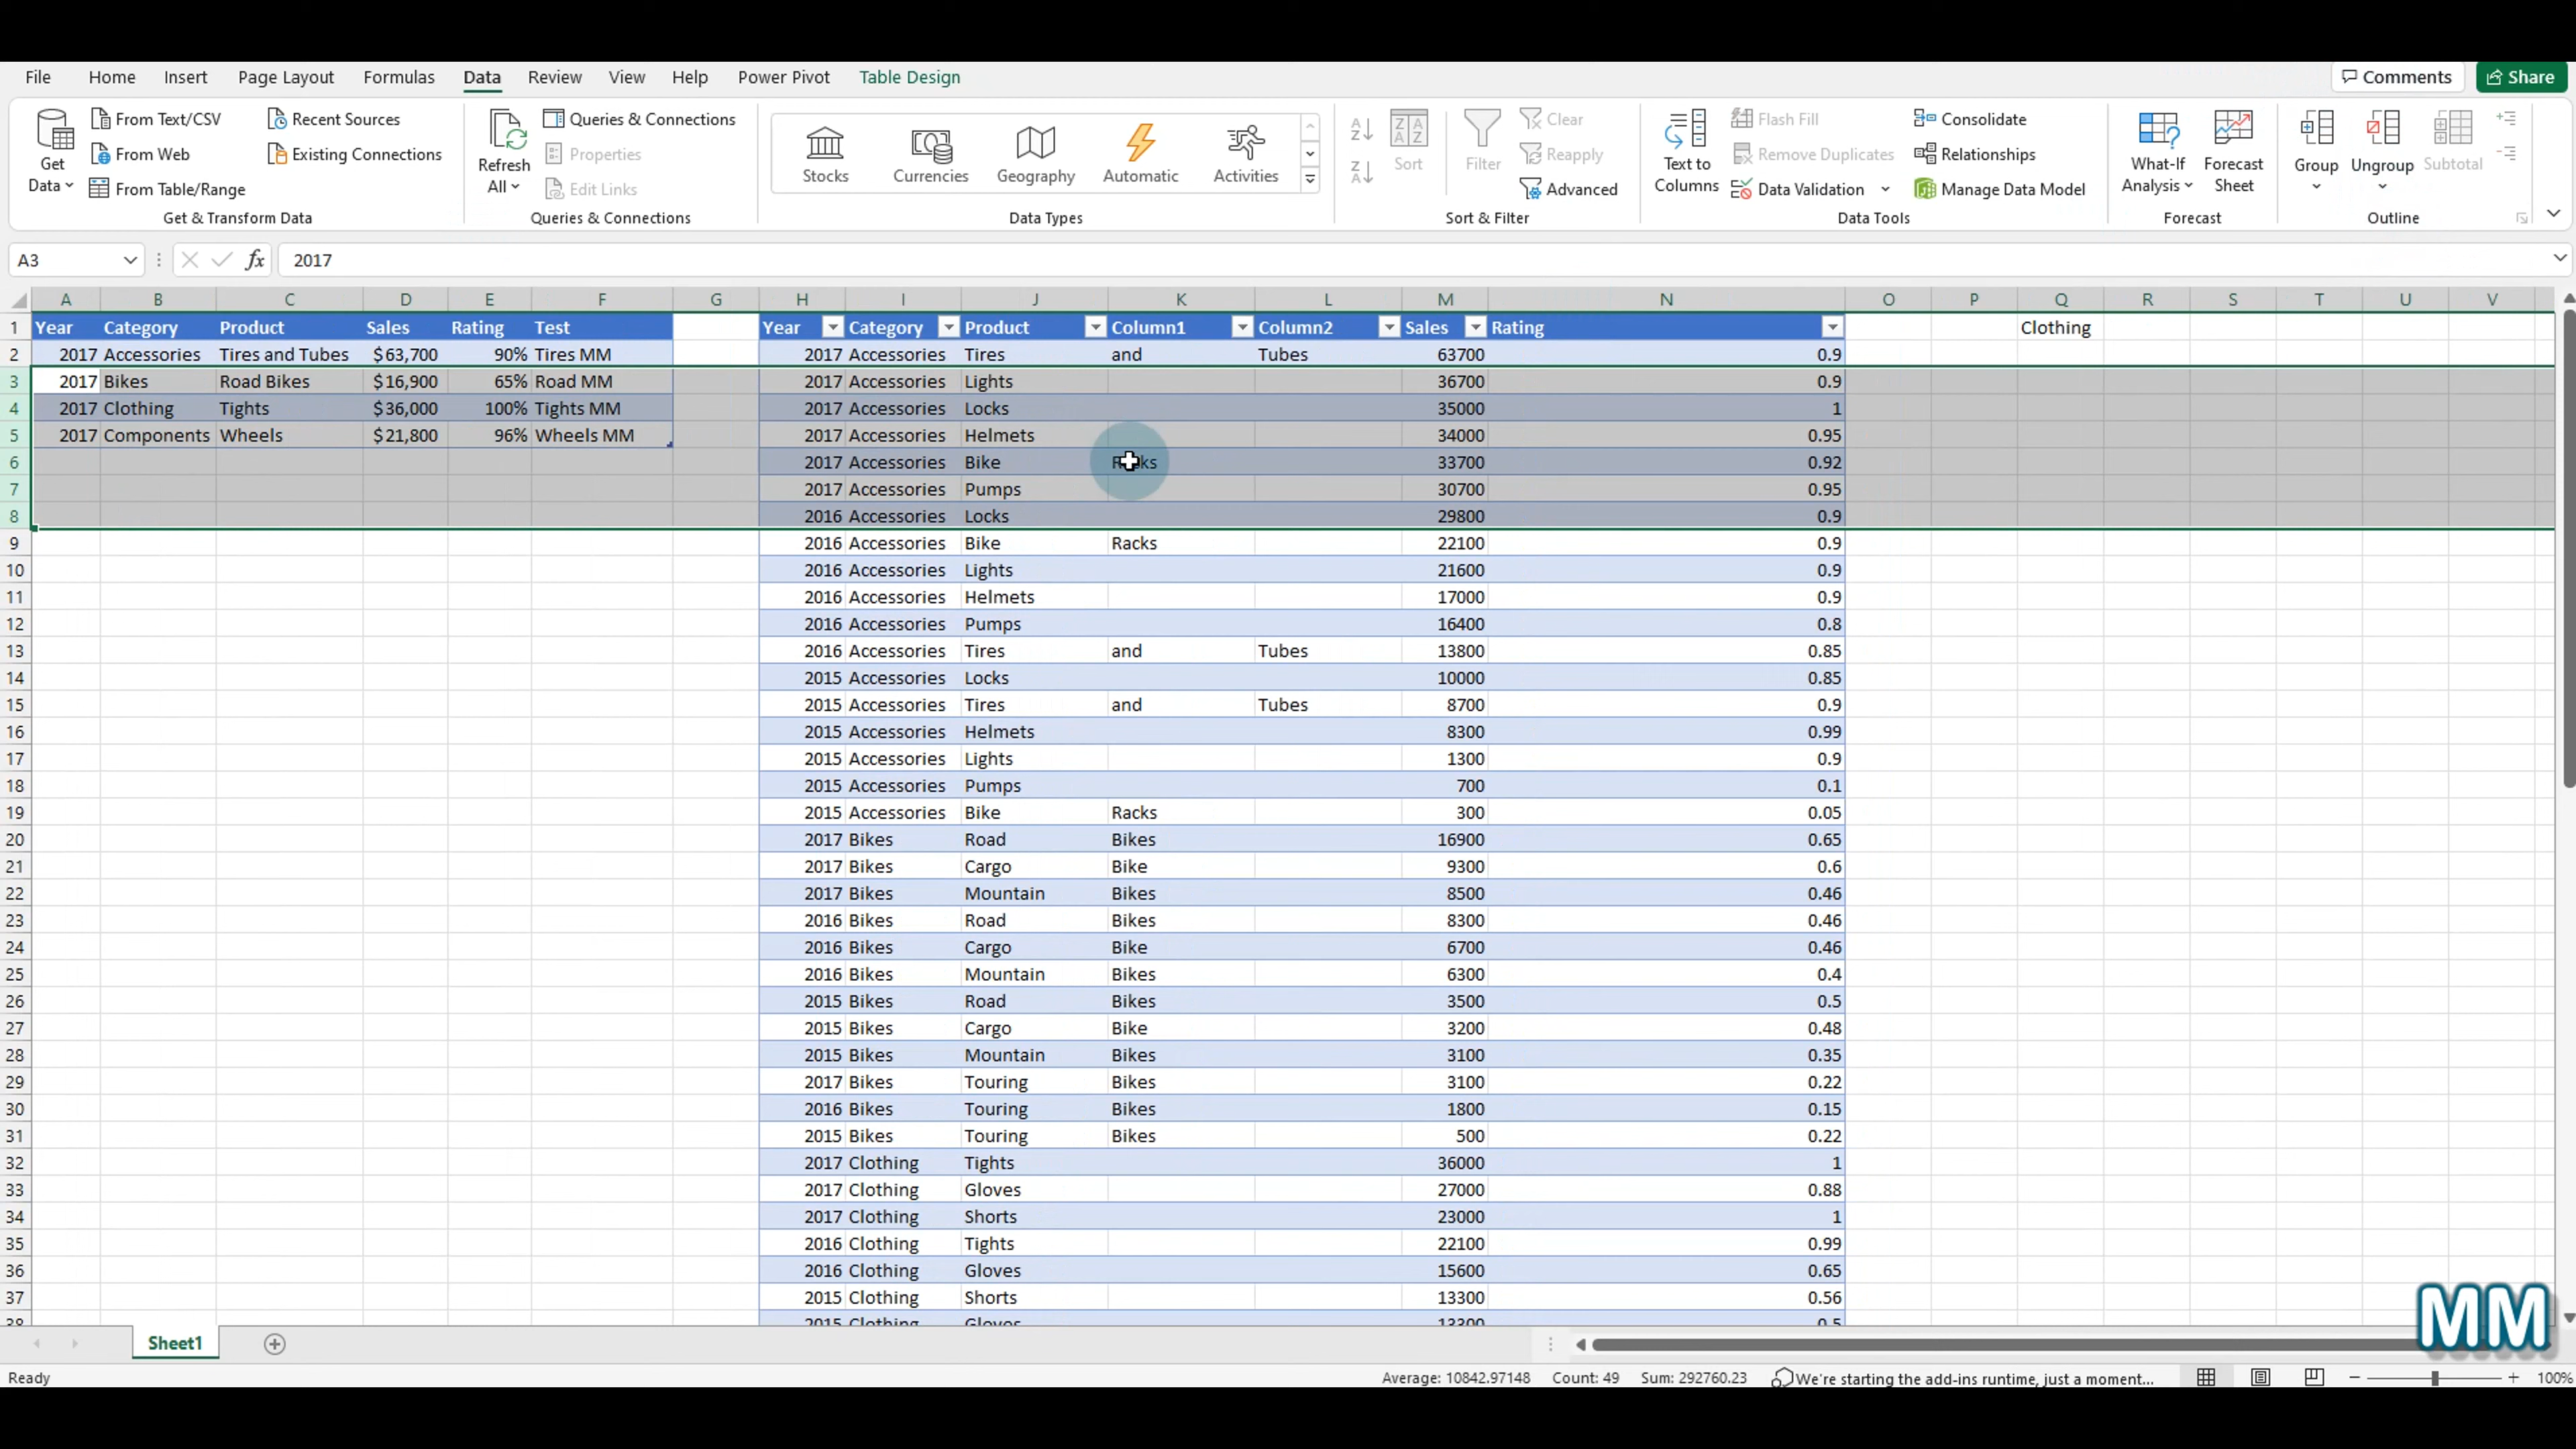 File Home Insert Page Layout Formulas Data Review View Help Power Pivot Table Design Comments Share
Get Data From Text/CSV From Web From Table/Range Recent Sources Existing Connections Get & Transform Data
Refresh All Queries & Connections Properties Edit Links Queries & Connections
Stocks Currencies Geography Automatic Activities Data Types
Sort Filter Clear Reapply Advanced Sort & Filter
Text to Columns Flash Fill Remove Duplicates Data Validation Consolidate Relationships Manage Data Model Data Tools
What-If Analysis Forecast Sheet Forecast
Group Ungroup Subtotal Outline
A3 fx 2017
A B C D E F G H I J K L M N O P Q R S T U V
1 Year Category Product Sales Rating Test Year Category Product Column1 Column2 Sales Rating Clothing
2 2017 Accessories Tires and Tubes $63,700 90% Tires MM 2017 Accessories Tires and Tubes 63700 0.9
3 2017 Bikes Road Bikes $16,900 65% Road MM 2017 Accessories Lights 36700 0.9
4 2017 Clothing Tights $36,000 100% Tights MM 2017 Accessories Locks 35000 1
5 2017 Components Wheels $21,800 96% Wheels MM 2017 Accessories Helmets 34000 0.95
6 2017 Accessories Bike Racks 33700 0.92
7 2017 Accessories Pumps 30700 0.95
8 2016 Accessories Locks 29800 0.9
9 2016 Accessories Bike Racks 22100 0.9
10 2016 Accessories Lights 21600 0.9
11 2016 Accessories Helmets 17000 0.9
12 2016 Accessories Pumps 16400 0.8
13 2016 Accessories Tires and Tubes 13800 0.85
14 2015 Accessories Locks 10000 0.85
15 2015 Accessories Tires and Tubes 8700 0.9
16 2015 Accessories Helmets 8300 0.99
17 2015 Accessories Lights 1300 0.9
18 2015 Accessories Pumps 700 0.1
19 2015 Accessories Bike Racks 300 0.05
20 2017 Bikes Road Bikes 16900 0.65
21 2017 Bikes Cargo Bike 9300 0.6
22 2017 Bikes Mountain Bikes 8500 0.46
23 2016 Bikes Road Bikes 8300 0.46
24 2016 Bikes Cargo Bike 6700 0.46
25 2016 Bikes Mountain Bikes 6300 0.4
26 2015 Bikes Road Bikes 3500 0.5
27 2015 Bikes Cargo Bike 3200 0.48
28 2015 Bikes Mountain Bikes 3100 0.35
29 2017 Bikes Touring Bikes 3100 0.22
30 2016 Bikes Touring Bikes 1800 0.15
31 2015 Bikes Touring Bikes 500 0.22
32 2017 Clothing Tights 36000 1
33 2017 Clothing Gloves 27000 0.88
34 2017 Clothing Shorts 23000 1
35 2016 Clothing Tights 22100 0.99
36 2016 Clothing Gloves 15600 0.65
37 2015 Clothing Shorts 13300 0.56
38 2015 Clothing Gloves 13300 0.5
MM
Sheet1
Ready Average: 10842.97148 Count: 49 Sum: 292760.23 We're starting the add-ins runtime, just a moment... 100%